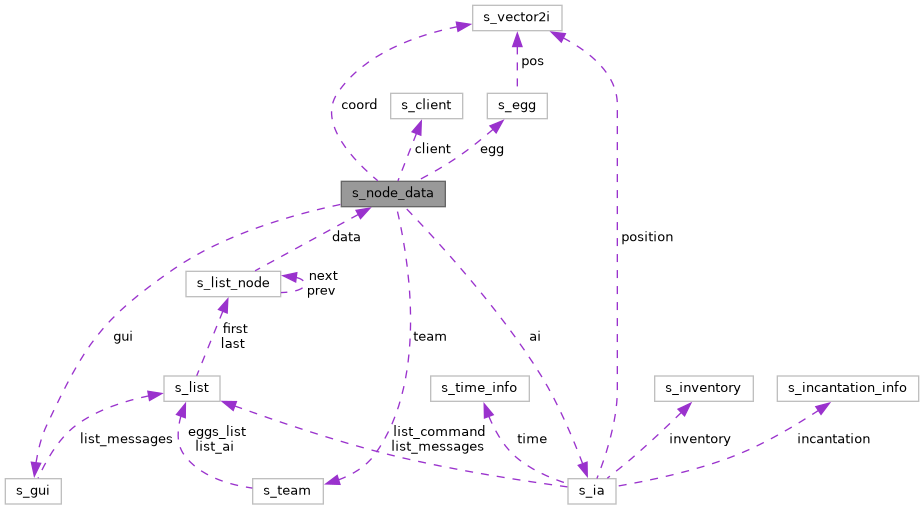 s_vector2i
pos
coord
s_client
s_egg
client
egg
s_node_data
position
data
s_list_node
next
prev
first
last
gui
team
ai
s_list
s_time_info
s_inventory
s_incantation_info
list_messages
eggs_list
list_ai
list_command
list_messages
time
inventory
incantation
s_gui
s_team
s_ia